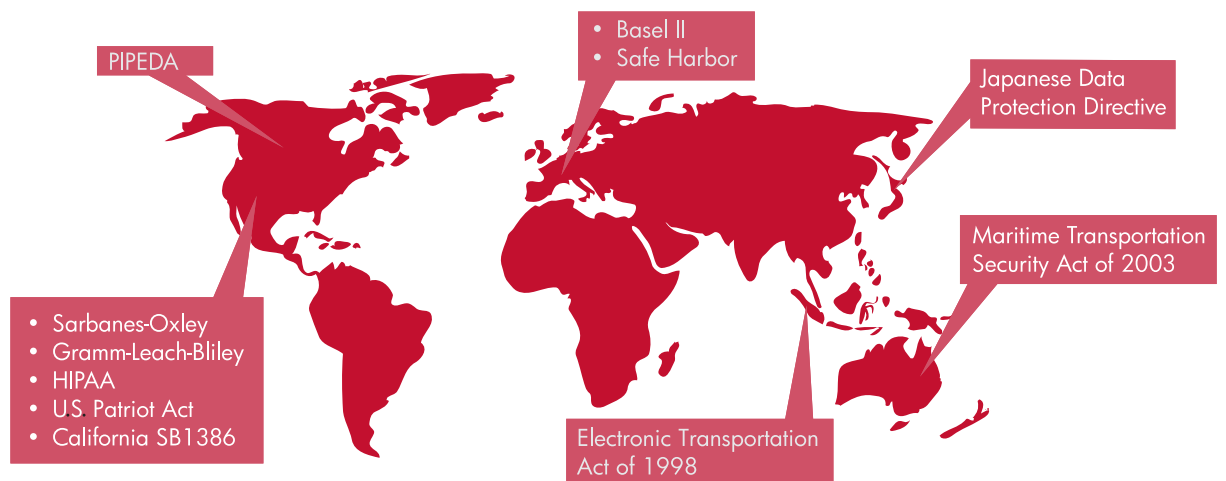 PIPEDA
• Basel II
• Safe Harbor
Japanese Data
Protection Directive
Maritime Transportation
Security Act of 2003
• Sarbanes-Oxley
• Gramm-Leach-Bliley
• HIPAA
• U.S. Patriot Act
• California SB1386
Electronic Transportation
Act of 1998